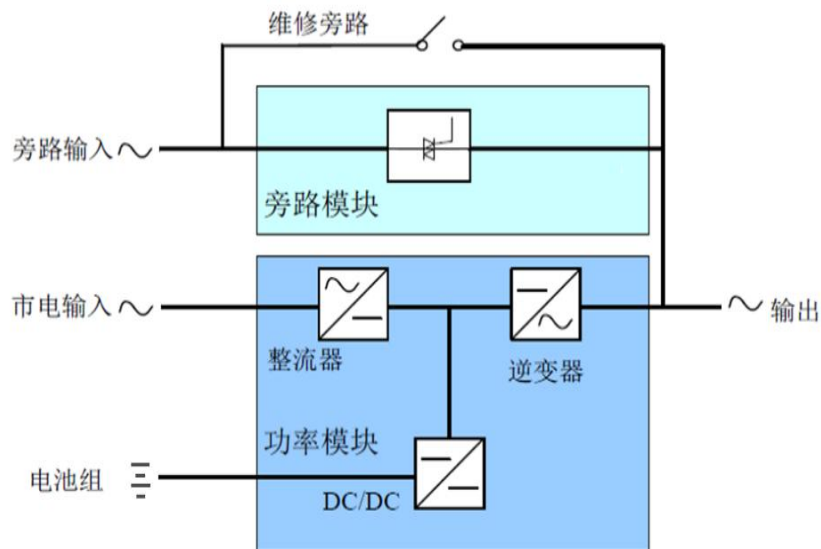 维修旁路
旁路输入
旁路模块
市电输入
输出
整流器
逆变器
功率模块
电池组
DC/DC